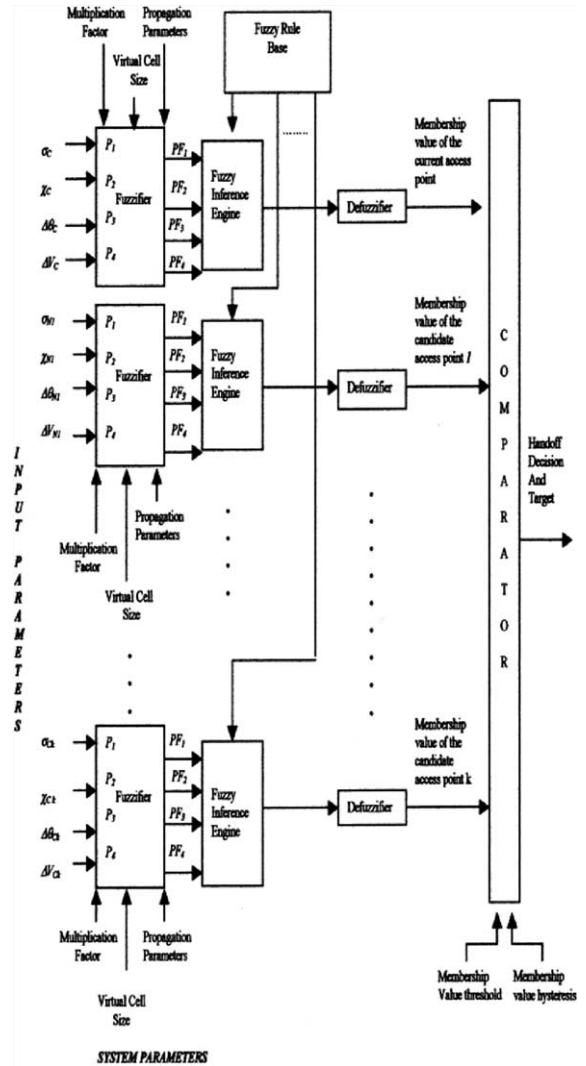 Multiplication
Factor
Propagation
Parameters
Virtual Cell
Size
Fuzzy Rule
Base
σC
χC
ΔθC
ΔVC
P1
P2
Fuzzifier
P3
P4
PF1
PF2
PF3
PF4
Fuzzy
Inference
Engine
Defuzzifier
Membership
value of the
current access
point
σN1
χN1
ΔθN1
ΔVN1
P1
P2
Fuzzifier
P3
P4
PF1
PF2
PF3
PF4
Fuzzy
Inference
Engine
Defuzzifier
Membership
value of the
candidate
access point 1
Multiplication
Factor
Virtual Cell
Size
Propagation
Parameters
INPUT PARAMETERS
COMPARATOR
Handoff
Decision
And
Target
σCk
χCk
ΔθCk
ΔVCk
P1
P2
Fuzzifier
P3
P4
PF1
PF2
PF3
PF4
Fuzzy
Inference
Engine
Defuzzifier
Membership
value of the
candidate
access point k
Multiplication
Factor
Propagation
Parameters
Virtual Cell
Size
Membership
Value threshold
Membership
value hysteresis
SYSTEM PARAMETERS